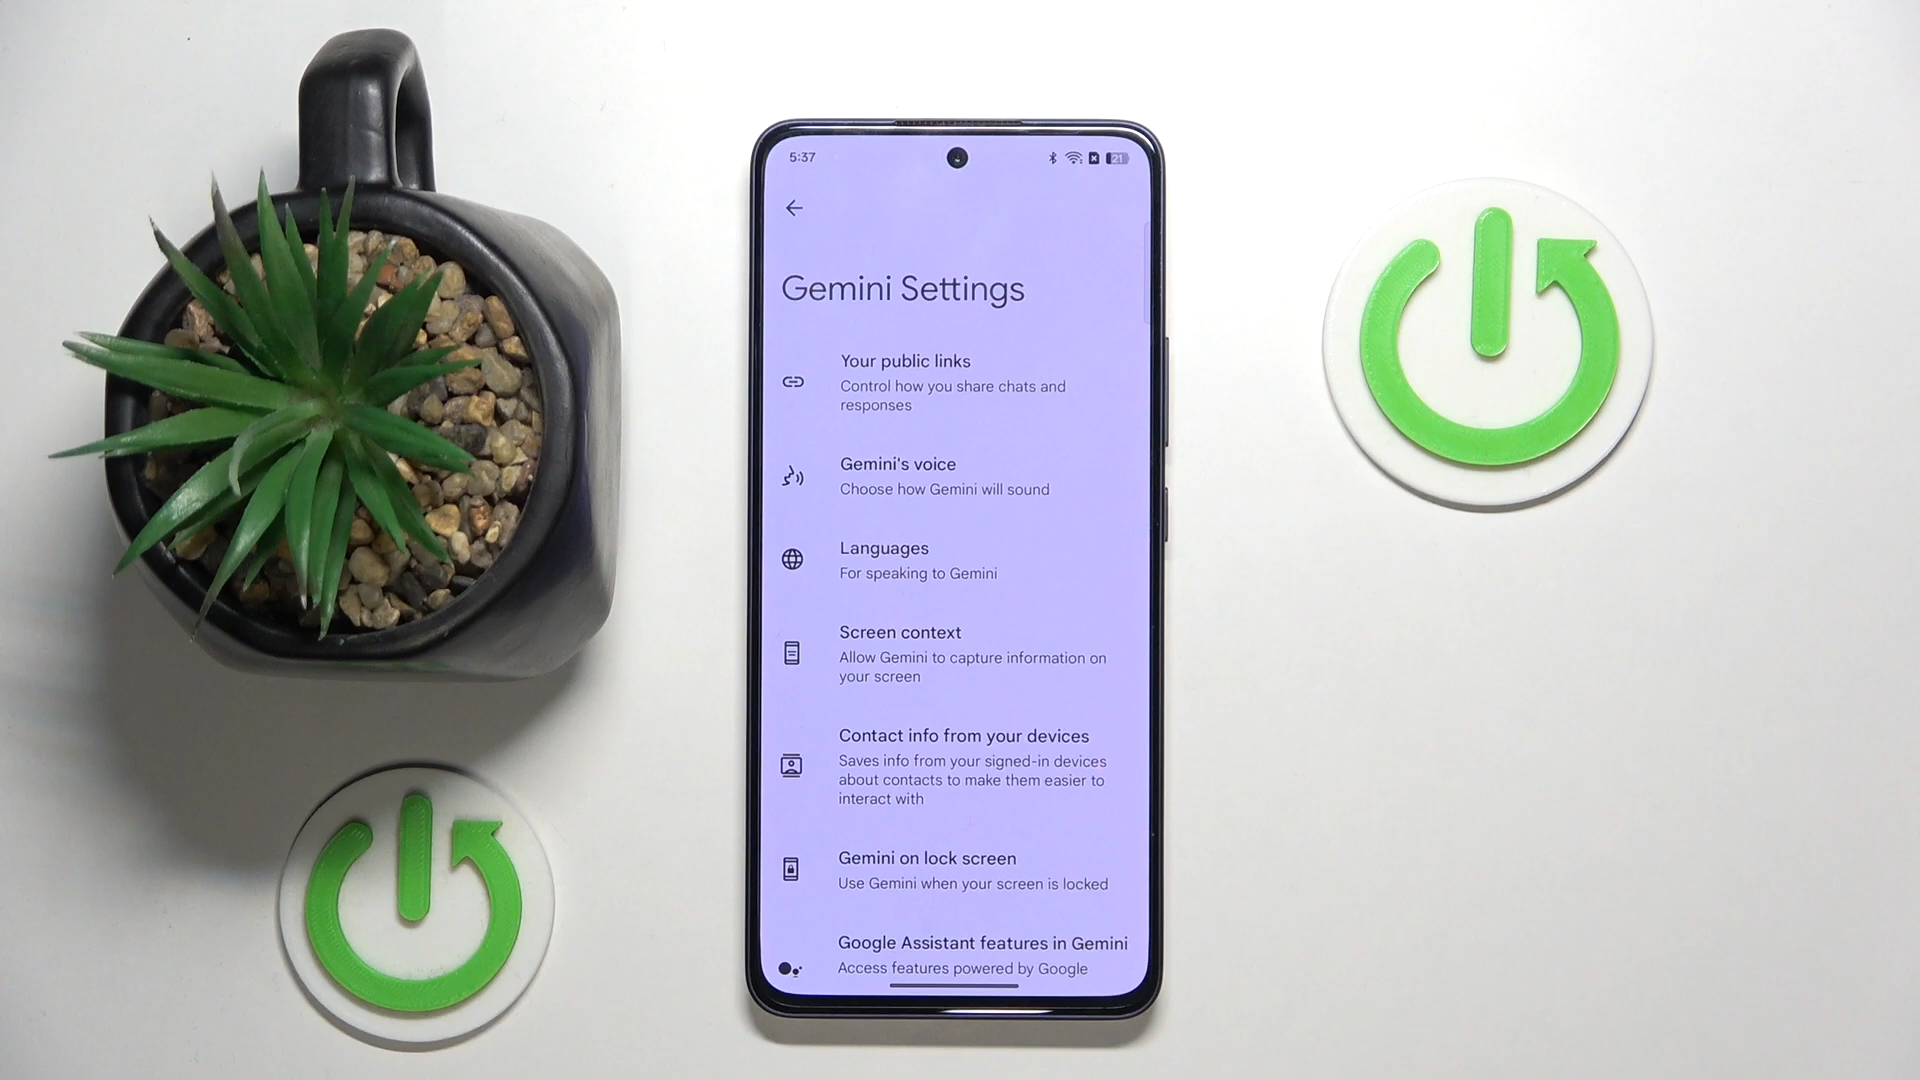 5:37
21
Gemini Settings
Your public links
Control how you share chats and
responses
Gemini's voice
Choose how Gemini will sound
Languages
For speaking to Gemini
Screen context
Allow Gemini to capture information on
your screen
Contact info from your devices
Saves info from your signed-in devices
about contacts to make them easier to
interact with
Gemini on lock screen
Use Gemini when your screen is locked
Google Assistant features in Gemini
Access features powered by Google